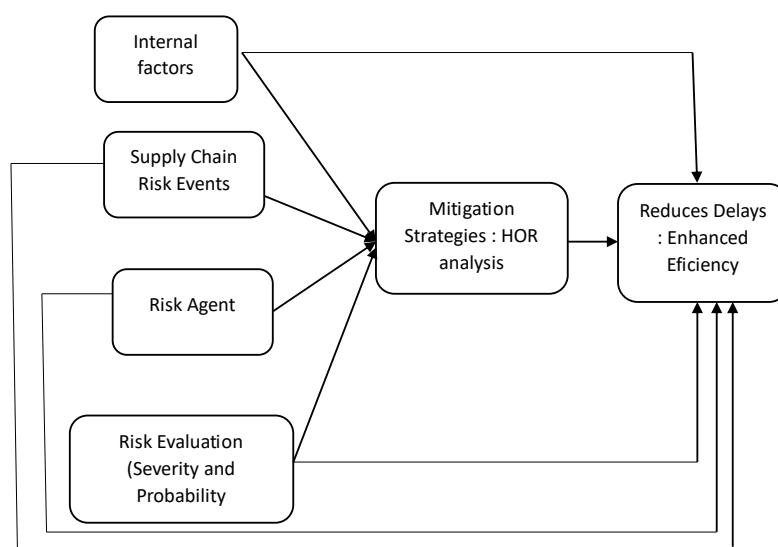 Internal
factors
Supply Chain
Risk Events
Mitigation
Strategies : HOR
analysis
Reduces Delays
: Enhanced
Eficiency
Risk Agent
Risk Evaluation
(Severity and
Probability